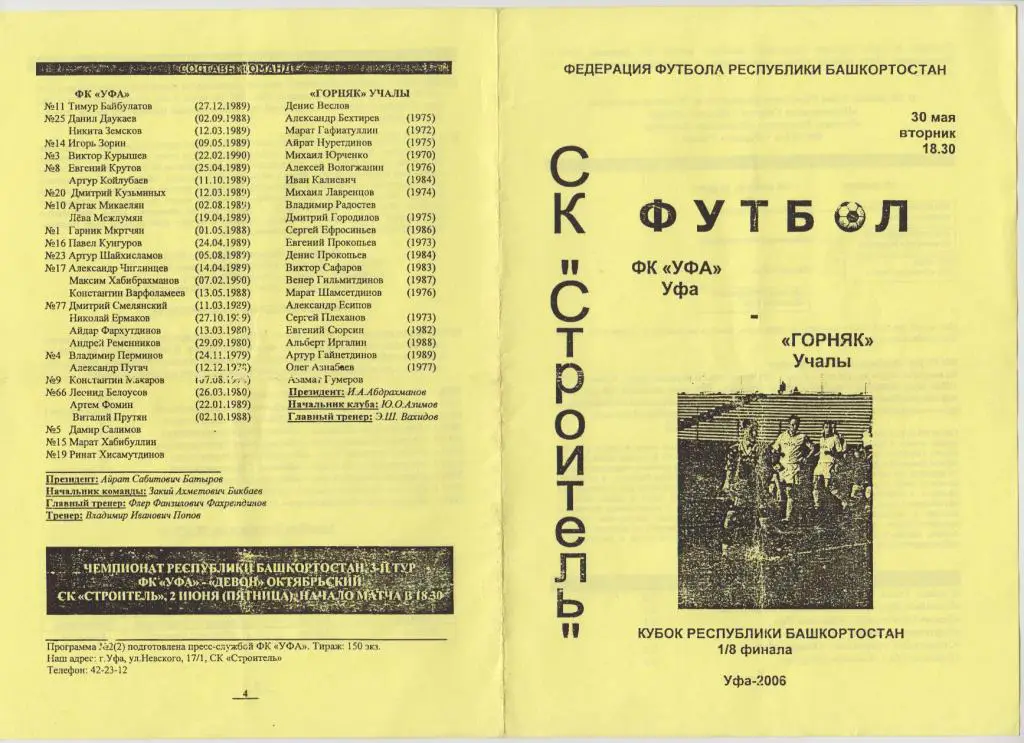 СОСТАВЫ КОМАНД
ФК «УФА»
№11 Тимур Байбулатов (27.12.1989)
№25 Данил Даукаев (02.09.1988)
Никита Земсков (12.03.1989)
№14 Игорь Зорин (09.05.1989)
№3 Виктор Курышев (22.02.1990)
№8 Евгений Крутов (25.04.1989)
Артур Койлубаев (11.10.1989)
№20 Дмитрий Кузьминых (12.03.1989)
№10 Артак Микаелян (02.08.1989)
Лёва Межлумян (19.04.1989)
№1 Гарник Мкртчян (01.05.1988)
№16 Павел Кунгуров (24.04.1989)
№23 Артур Шайхисламов (05.08.1989)
№17 Александр Чиглинцев (14.04.1989)
Максим Хабибрахманов (07.02.1990)
Константин Варфоламеев (13.05.1988)
№77 Дмитрий Смелянский (11.03.1929)
Николай Ермаков
Айдар Фархутдинов (13.03.1980)
Андрей Ременников (29.09.1980)
№4 Владимир Перминов (24.11.1979)
Александр Пугач
№9 Константин Макаров
№66 Леонид Белоусов (26.03.1980)
Артем Фомин (22.01.1989)
Виталий Прутян (02.10.1988)
№5 Дамир Салимов
№15 Марат Хабибуллин
№19 Ринат Хисамутдинов
Президент: Айрат Сабитович Батыров
Начальник команды: Закий Ахметович Бикбаев
Главный тренер: Флер Фанзилович Фахретдинов
Тренер: Владимир Иванович Попов
«ГОРНЯК» УЧАЛЫ
Денис Веслов
Александр Бехтирев (1975)
Марат Гафиатуллин (1972)
Айрат Нуретдинов (1975)
Михаил Юрченко (1970)
Алексей Вологжанин (1976)
Иван Калиевич (1984)
Михаил Лавренцов (1974)
Владимир Радостев
Дмитрий Городилов (1975)
Сергей Ефросиньев (1986)
Евгений Прокопьев (1973)
Денис Прокопьев (1984)
Виктор Сафаров (1983)
Венер Гильмитдинов (1987)
Марат Шамсетдинов (1976)
Александр Есипов
Сергей Плеханов (1973)
Евгений Сюрсин (1982)
Альберт Иргалин (1988)
Артур Гайнетдинов (1989)
Олег Азнабаев (1977)
Азамат Гумеров
Президент: И.А.Абдрахманов
Начальник клуба: Ю.О.Азимов
Главный тренер: Э.Ш. Вахидов
ЧЕМПИОНАТ РЕСПУБЛИКИ БАШКОРТОСТАН, 3-Й ТУР
ФК «УФА» - «ДЕВОН» ОКТЯБРЬСКИЙ
СК «СТРОИТЕЛЬ», 2 ИЮНЯ (ПЯТНИЦА), НАЧАЛО МАТЧА В 18.30
Программа №2(2) подготовлена пресс-службой ФК "УФА". Тираж: 150 экз.
Наш адрес: г.Уфа, ул.Невского, 17/1, СК «Строитель»
Телефон: 42-23-12
4
ФЕДЕРАЦИЯ ФУТБОЛА РЕСПУБЛИКИ БАШКОРТОСТАН
30 мая
вторник
18.30
СК "Строитель"
ФУТБОЛ
ФК «УФА»
Уфа
-
«ГОРНЯК»
Учалы
КУБОК РЕСПУБЛИКИ БАШКОРТОСТАН
1/8 финала
Уфа-2006